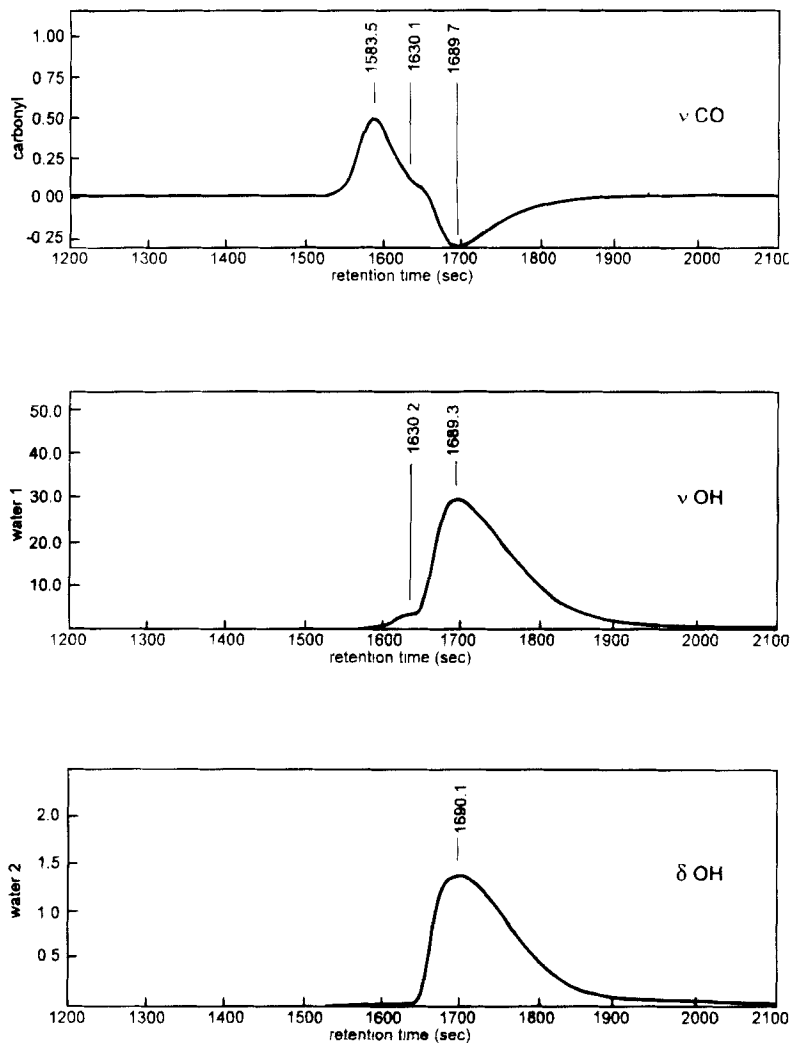 1.00
0 75
0.50
0.25
0 00
-0.25
carbonyl
1583.5
1630 1
1689 7
ν CO
1200 1300 1400 1500 1600 1700 1800 1900 2000 2100
retention time (sec)
50.0
40.0
30.0
20.0
10.0
water 1
1630 2
1689.3
ν OH
1200 1300 1400 1500 1600 1700 1800 1900 2000 2100
retention time (sec)
2.0
1.5
1.0
0 5
water 2
1690.1
δ OH
1200 1300 1400 1500 1600 1700 1800 1900 2000 2100
retention time (sec)